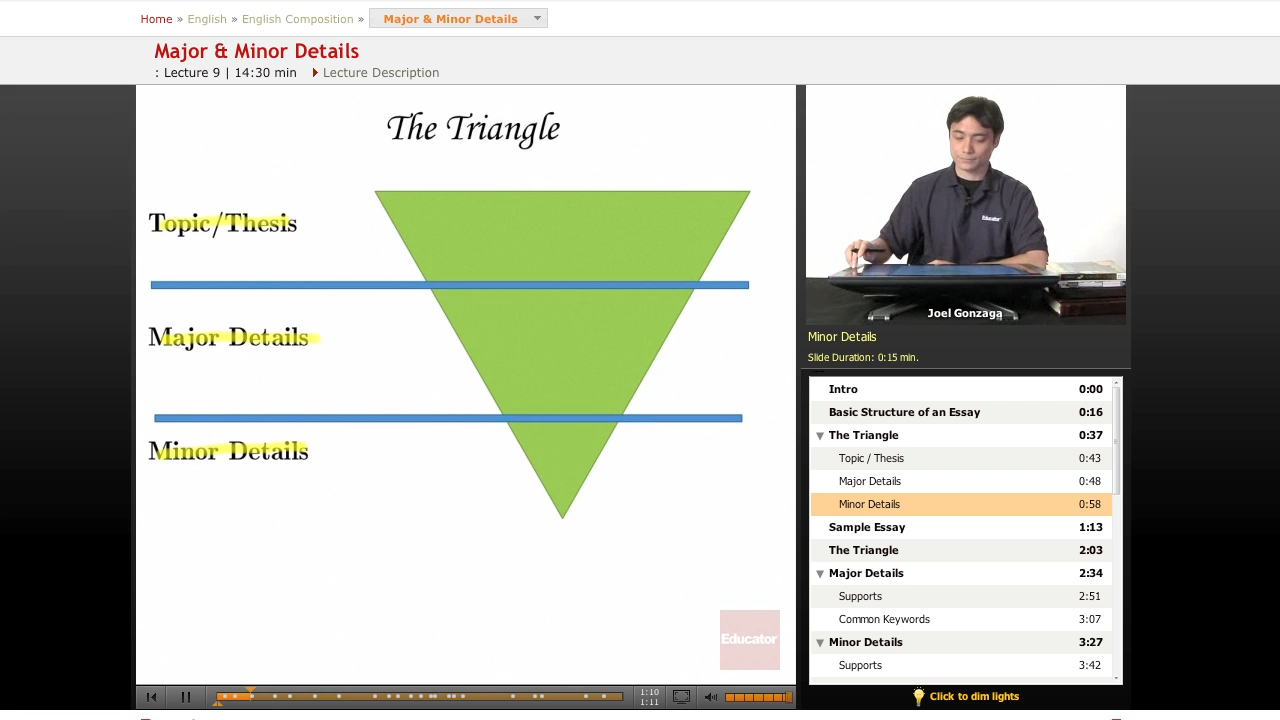 Home » English » English Composition » Major & Minor Details
Major & Minor Details
: Lecture 9 | 14:30 min Lecture Description
The Triangle
Topic/Thesis
Major Details
Minor Details
Educator
Educator
Joel Gonzaga
Minor Details
Slide Duration: 0:15 min.
Intro 0:00
Basic Structure of an Essay 0:16
The Triangle 0:37
Topic / Thesis 0:43
Major Details 0:48
Minor Details 0:58
Sample Essay 1:13
The Triangle 2:03
Major Details 2:34
Supports 2:51
Common Keywords 3:07
Minor Details 3:27
Supports 3:42
1:10
1:11
Click to dim lights